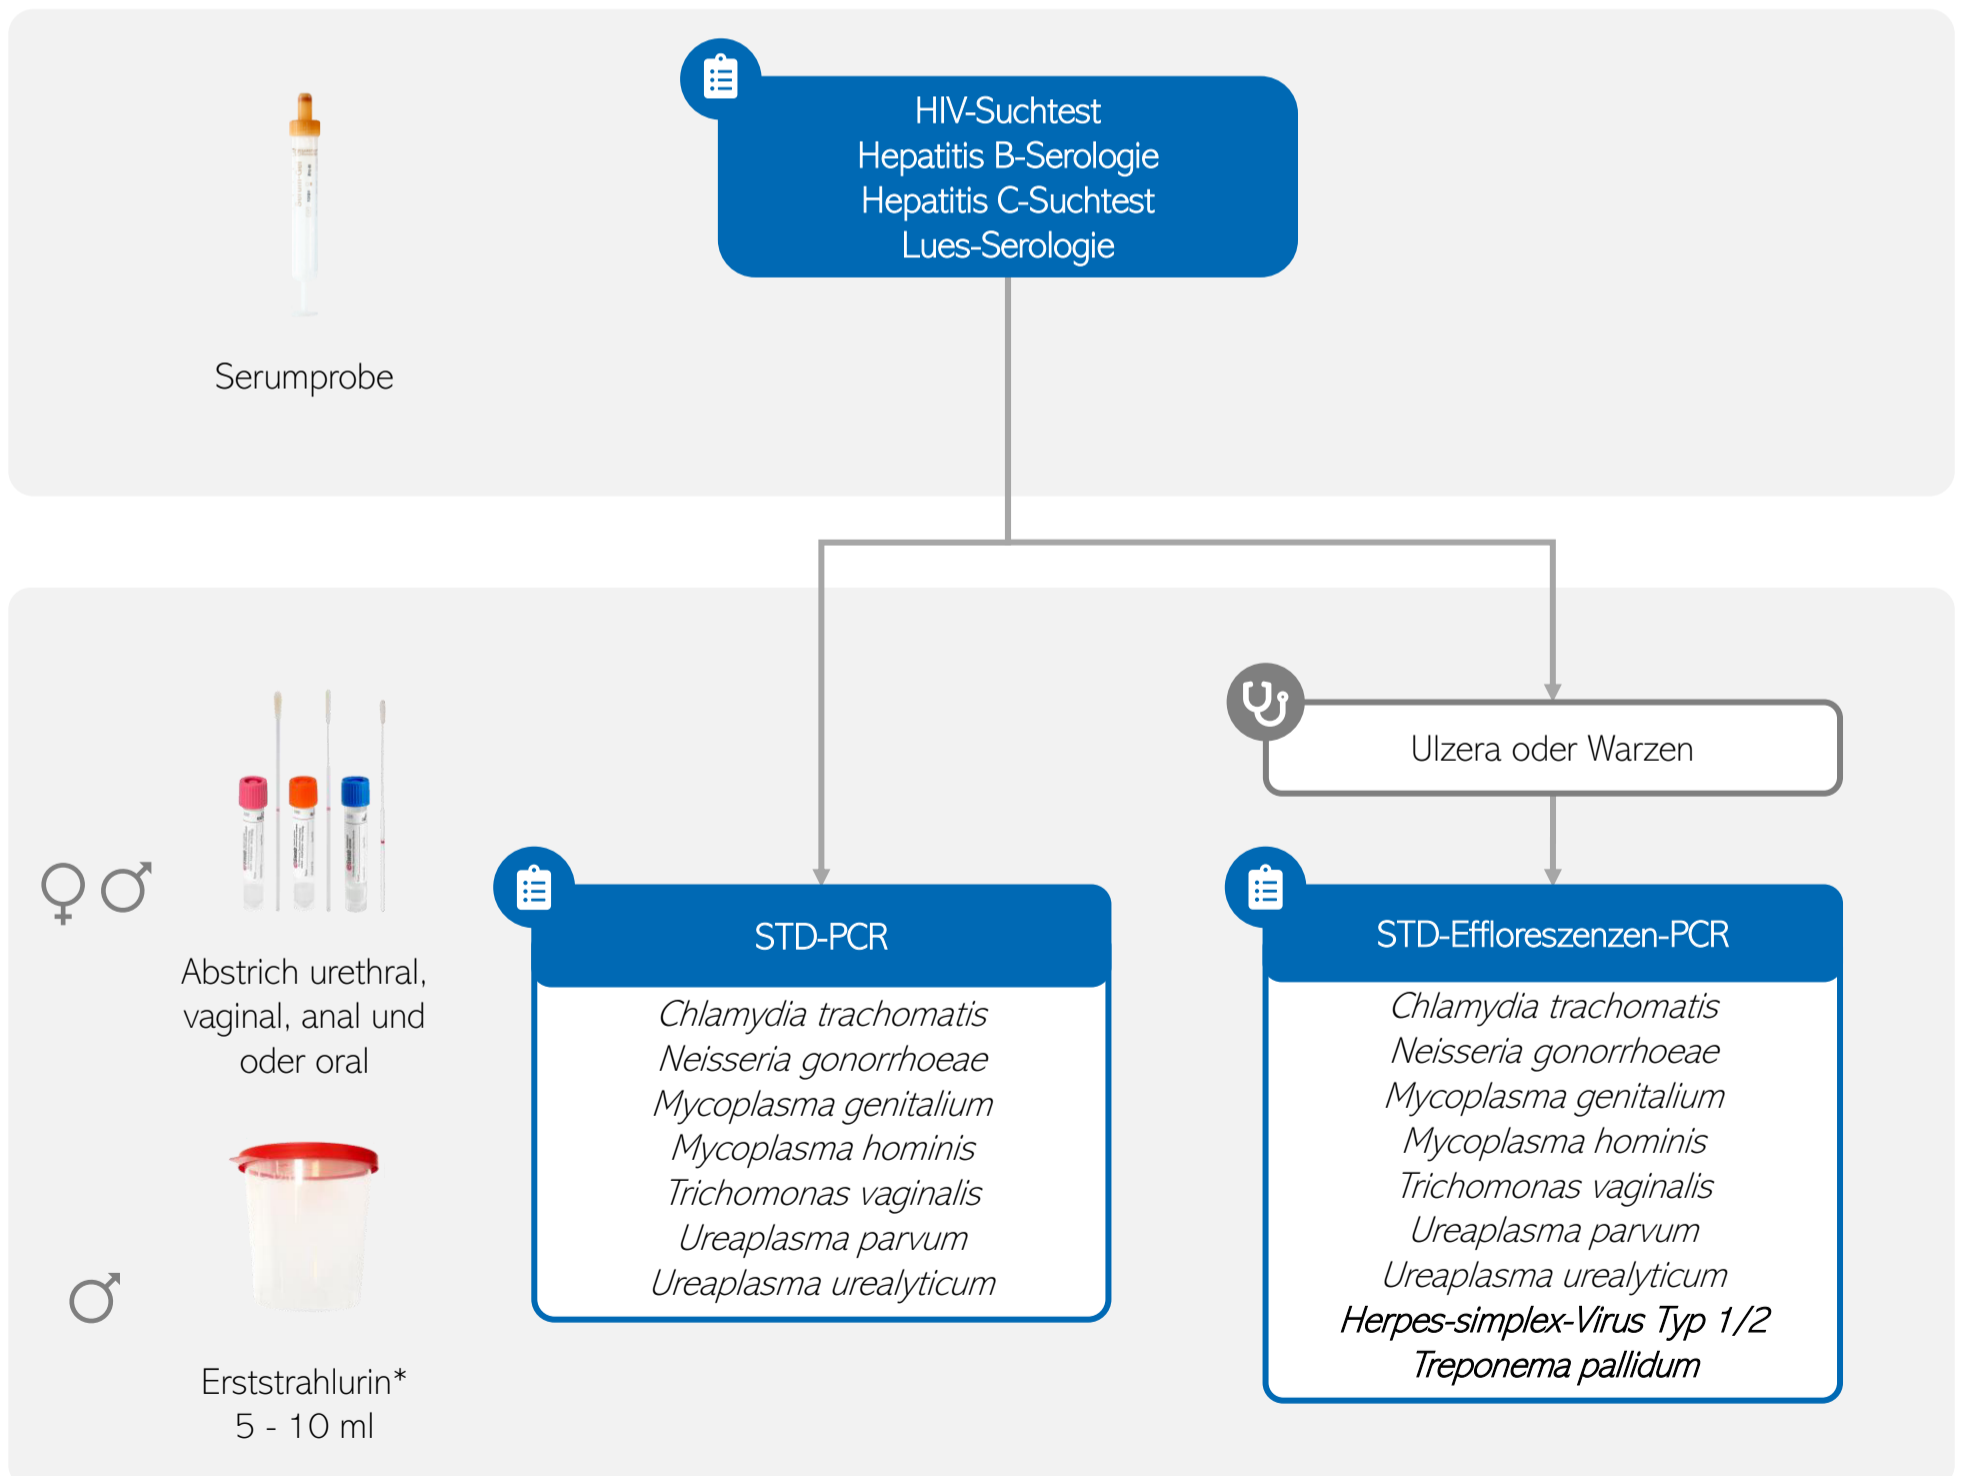 HIV-Suchtest
Hepatitis B-Serologie
Hepatitis C-Suchtest
Lues-Serologie
Serumprobe
Ulzera oder Warzen
Abstrich urethral,
vaginal, anal und
oder oral
Erststrahlurin*
5 - 10 ml
STD-PCR
Chlamydia trachomatis
Neisseria gonorrhoeae
Mycoplasma genitalium
Mycoplasma hominis
Trichomonas vaginalis
Ureaplasma parvum
Ureaplasma urealyticum
STD-Effloreszenzen-PCR
Chlamydia trachomatis
Neisseria gonorrhoeae
Mycoplasma genitalium
Mycoplasma hominis
Trichomonas vaginalis
Ureaplasma parvum
Ureaplasma urealyticum
Herpes-simplex-Virus Typ 1/2
Treponema pallidum